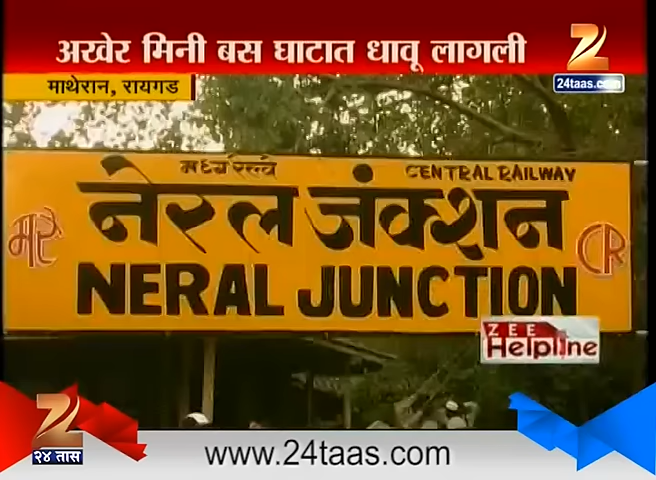 अखेर मिनी बस घाटात धावू लागली
माथेरान, रायगड
www.24taas.com
मध्य रेल्वे CENTRAL RAILWAY
मरे नेरल जंक्शन CR
NERAL JUNCTION
ZEE
Helpline
२४ तास
www.24taas.com